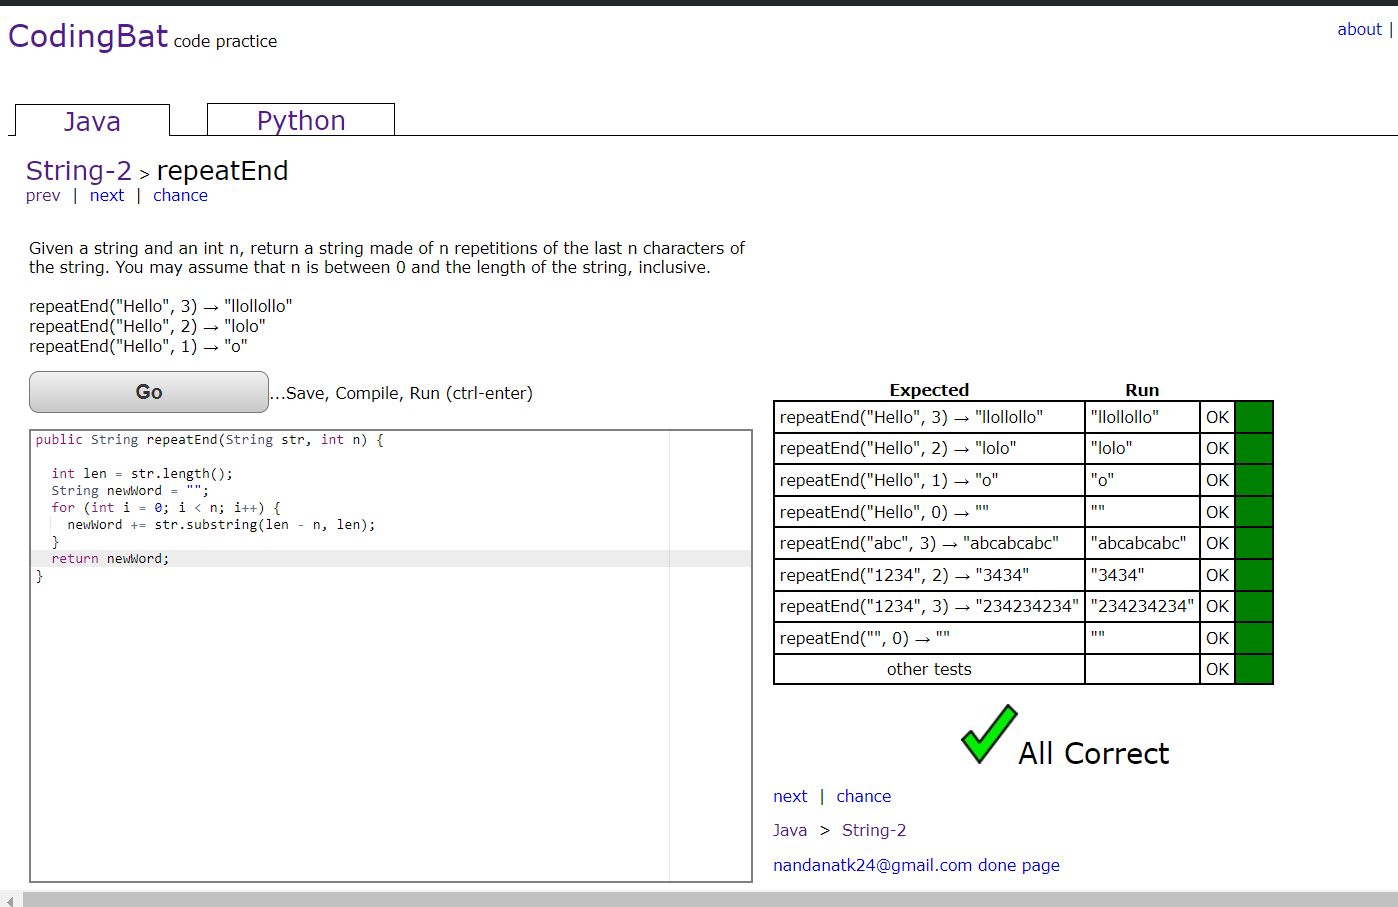 CodingBat code practice
about |
Java
Python
String-2 > repeatEnd
prev | next | chance
Given a string and an int n, return a string made of n repetitions of the last n characters of
the string. You may assume that n is between 0 and the length of the string, inclusive.
repeatEnd("Hello", 3) → "llollollo"
repeatEnd("Hello", 2) → "lolo"
repeatEnd("Hello", 1) → "o"
Go ...Save, Compile, Run (ctrl-enter)
public String repeatEnd(String str, int n) {
int len = str.length();
String newWord = "";
for (int i = 0; i < n; i++) {
newWord += str.substring(len - n, len);
}
return newWord;
}
Expected Run
repeatEnd("Hello", 3) → "llollollo" "llollollo" OK
repeatEnd("Hello", 2) → "lolo" "lolo" OK
repeatEnd("Hello", 1) → "o" "o" OK
repeatEnd("Hello", 0) → "" "" OK
repeatEnd("abc", 3) → "abcabcabc" "abcabcabc" OK
repeatEnd("1234", 2) → "3434" "3434" OK
repeatEnd("1234", 3) → "234234234" "234234234" OK
repeatEnd("", 0) → "" "" OK
other tests OK
All Correct
next | chance
Java > String-2
nandanatk24@gmail.com done page